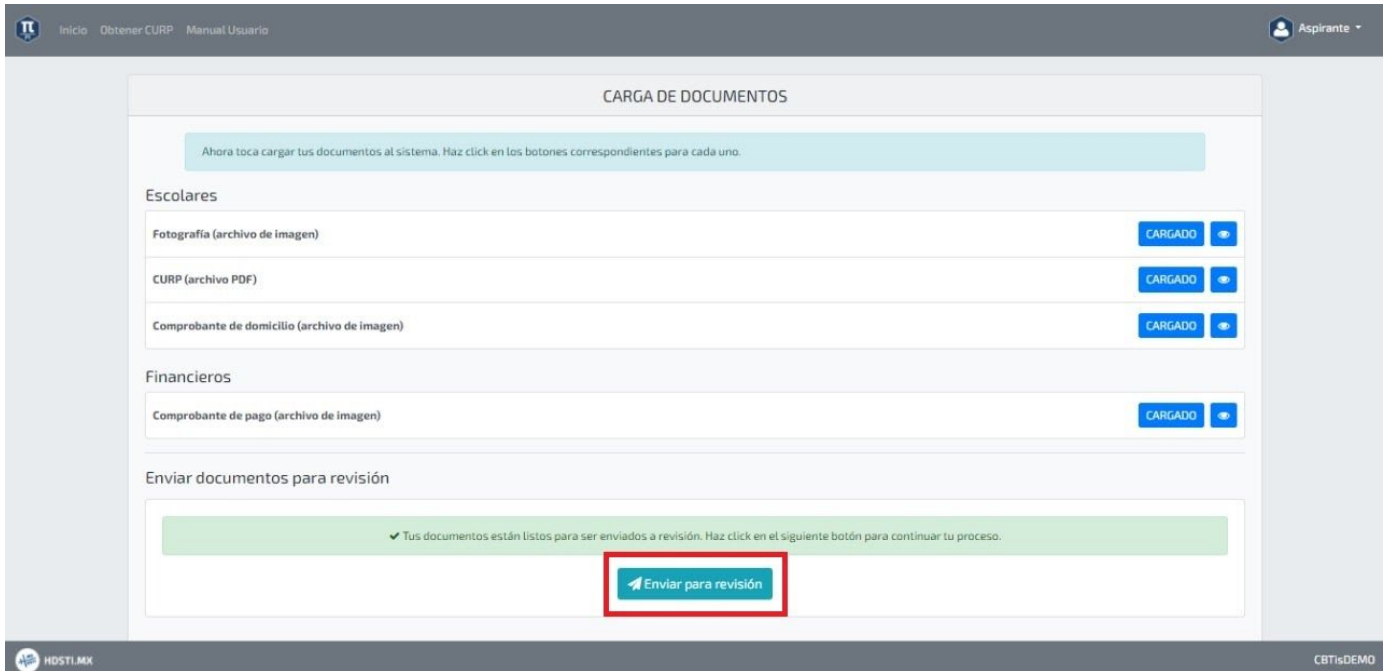 Inicio Obtener CURP Manual Usuario Aspirante
CARGA DE DOCUMENTOS
Ahora toca cargar tus documentos al sistema. Haz click en los botones correspondientes para cada uno.
Escolares
Fotografía (archivo de imagen) CARGADO
CURP (archivo PDF) CARGADO
Comprobante de domicilio (archivo de imagen) CARGADO
Financieros
Comprobante de pago (archivo de imagen) CARGADO
Enviar documentos para revisión
Tus documentos están listos para ser enviados a revisión. Haz click en el siguiente botón para continuar tu proceso.
Enviar para revisión
HDSTI.MX CBTisDEMO